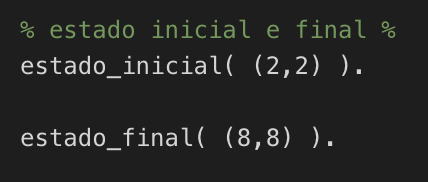 % estado inicial e final %
estado_inicial( (2,2) ).
estado_final( (8,8) ).